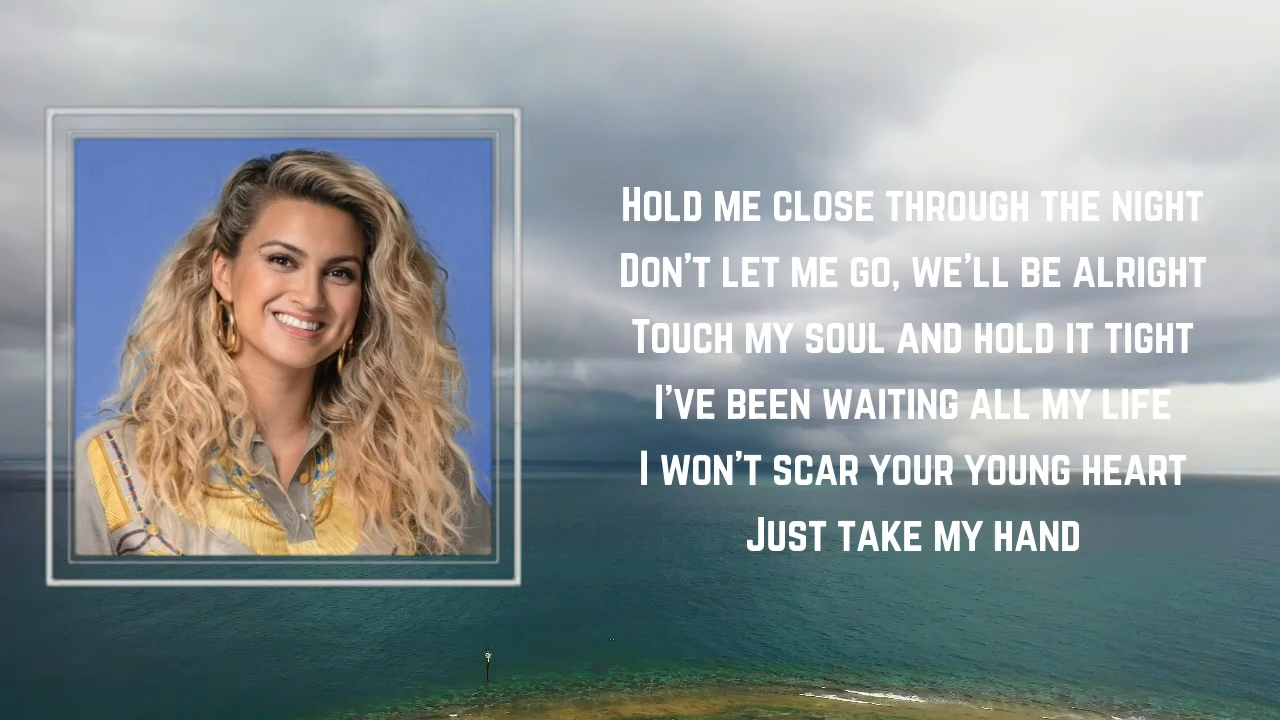 Hold me close through the night
Don't let me go, we'll be alright
Touch my soul and hold it tight
I've been waiting all my life
I won't scar your young heart
Just take my hand